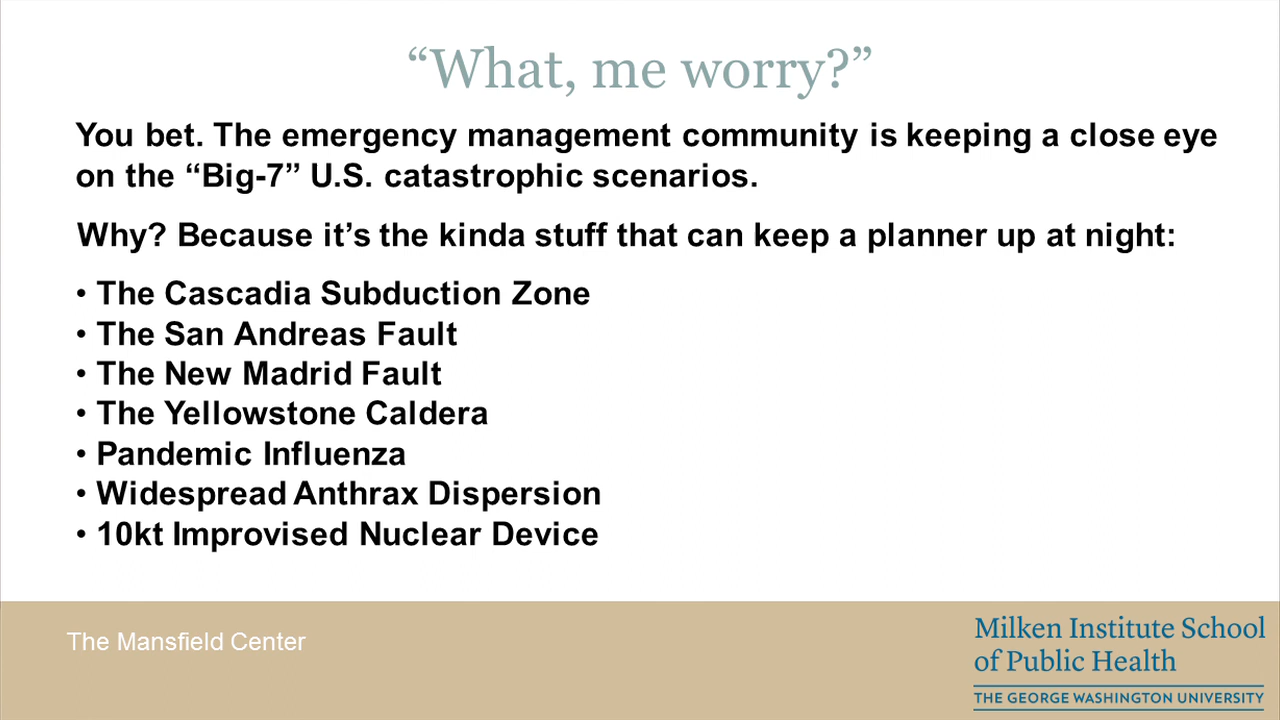 “What, me worry?”
You bet. The emergency management community is keeping a close eye
on the “Big-7” U.S. catastrophic scenarios.
Why? Because it’s the kinda stuff that can keep a planner up at night:
• The Cascadia Subduction Zone
• The San Andreas Fault
• The New Madrid Fault
• The Yellowstone Caldera
• Pandemic Influenza
• Widespread Anthrax Dispersion
• 10kt Improvised Nuclear Device
The Mansfield Center
Milken Institute School
of Public Health
THE GEORGE WASHINGTON UNIVERSITY